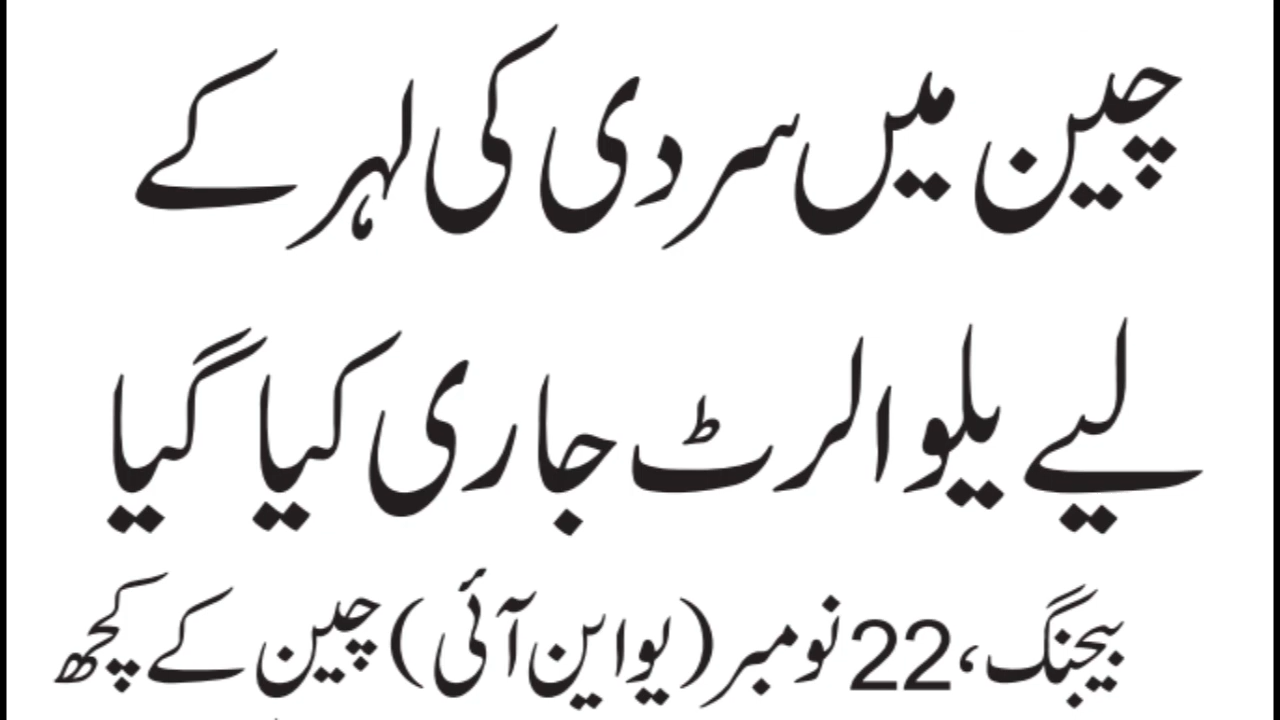 چین میں سردی کی لہر کے
لیے یلو الرٹ جاری کیا گیا
بیجنگ، 22 نومبر (یو این آئی) چین کے کچھ